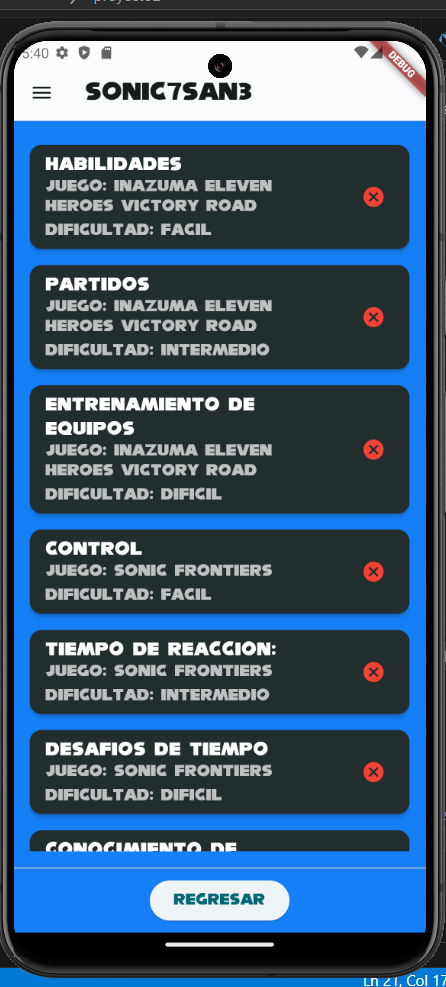 proyecto2
5:40
DEBUG
SONIC7SAN3
HABILIDADES
JUEGO: INAZUMA ELEVEN
HEROES VICTORY ROAD
DIFICULTAD: FACIL
PARTIDOS
JUEGO: INAZUMA ELEVEN
HEROES VICTORY ROAD
DIFICULTAD: INTERMEDIO
ENTRENAMIENTO DE
EQUIPOS
JUEGO: INAZUMA ELEVEN
HEROES VICTORY ROAD
DIFICULTAD: DIFICIL
CONTROL
JUEGO: SONIC FRONTIERS
DIFICULTAD: FACIL
TIEMPO DE REACCION:
JUEGO: SONIC FRONTIERS
DIFICULTAD: INTERMEDIO
DESAFIOS DE TIEMPO
JUEGO: SONIC FRONTIERS
DIFICULTAD: DIFICIL
CONOCIMIENTO DE
REGRESAR
Ln 21, Col 17